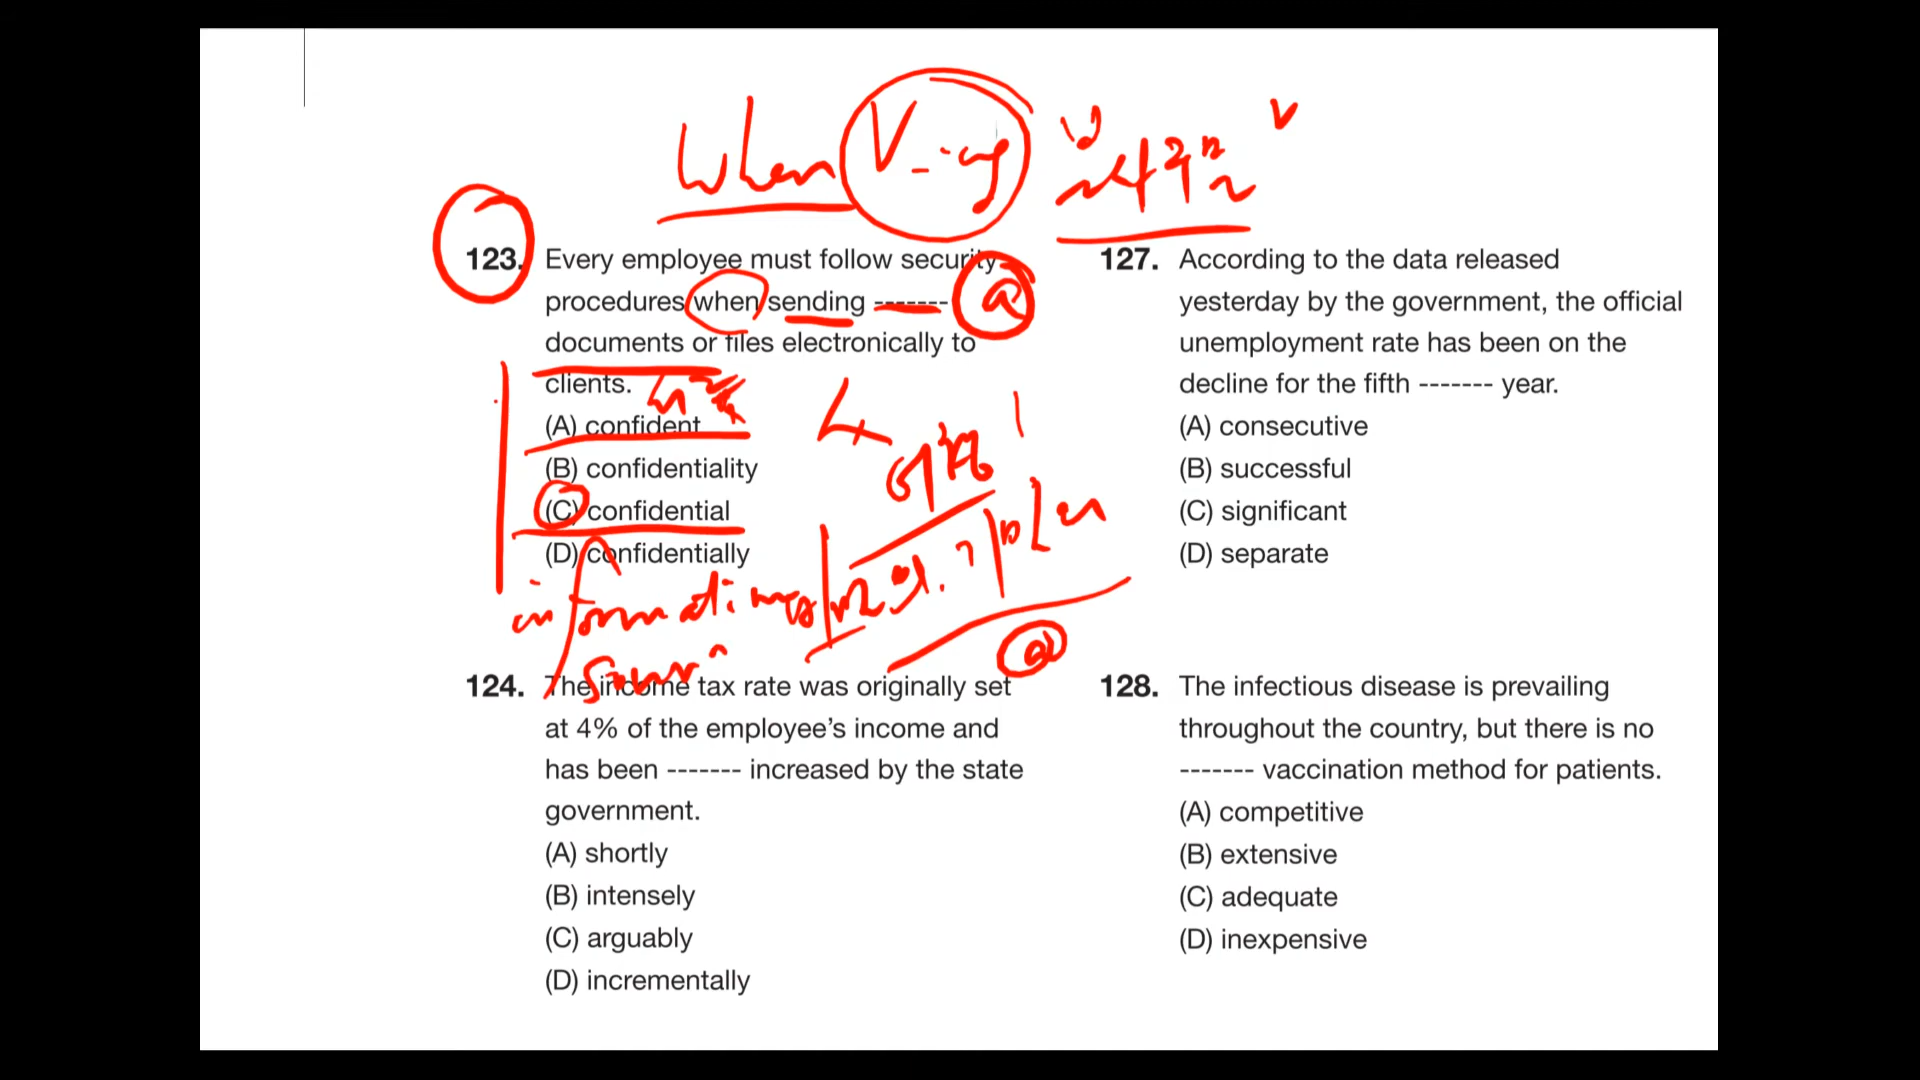 when V-ing
123. Every employee must follow security
procedures when sending -------
documents or files electronically to
clients.
(A) confident
(B) confidentiality
(C) confidential
(D) confidentially
information
124. The income tax rate was originally set
at 4% of the employee's income and
has been ------- increased by the state
government.
(A) shortly
(B) intensely
(C) arguably
(D) incrementally
127. According to the data released
yesterday by the government, the official
unemployment rate has been on the
decline for the fifth ------- year.
(A) consecutive
(B) successful
(C) significant
(D) separate
128. The infectious disease is prevailing
throughout the country, but there is no
------- vaccination method for patients.
(A) competitive
(B) extensive
(C) adequate
(D) inexpensive